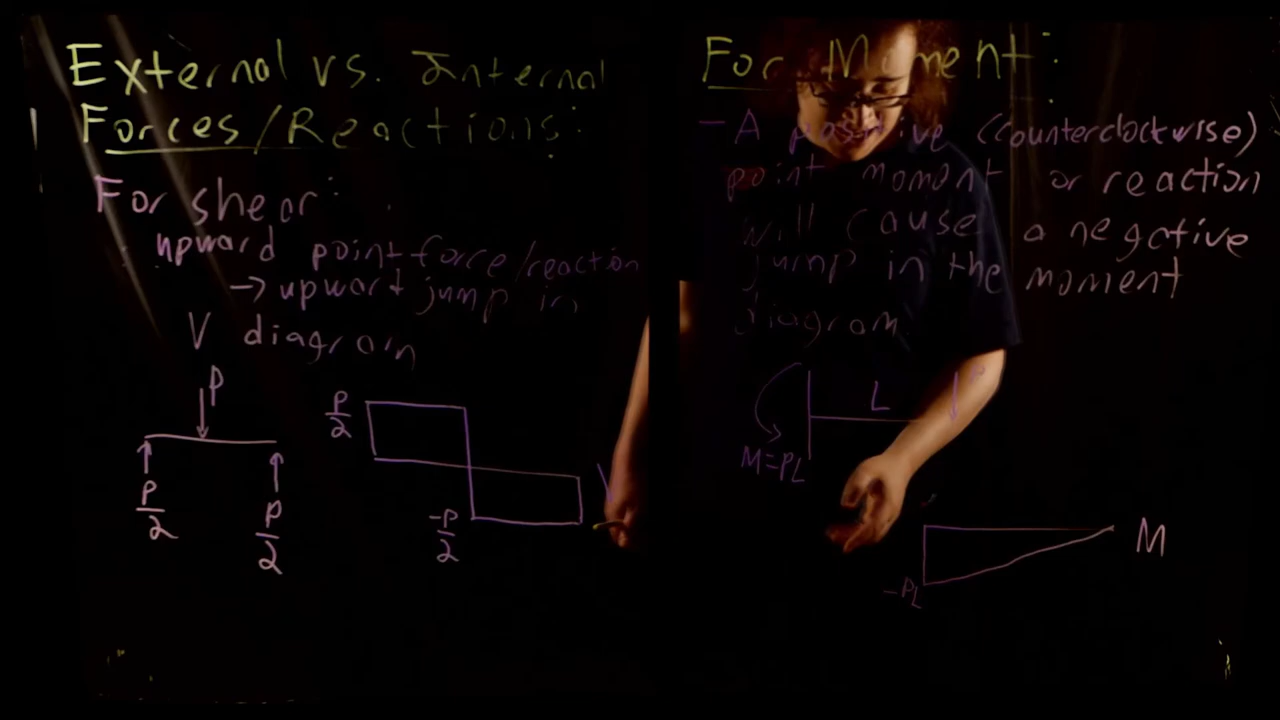 External vs. Internal
Forces/Reactions:
For shear:
upward point force/reaction
→ upwart jump in
V diagram
P
P/2
P/2
P/2
-P/2
V
For Moment:
- A positive (counterclockwise)
point moment or reaction
will cause a negative
jump in the moment
diagram
L
P
M=PL
M
-PL